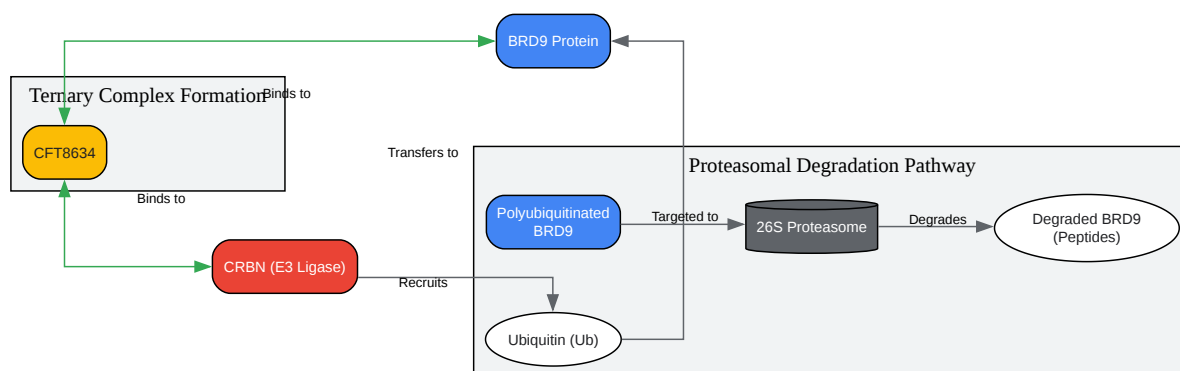 BRD9 Protein
Ternary Complex Formation
Binds to
CFT8634
Transfers to
Proteasomal Degradation Pathway
Binds to
Polyubiquitinated
BRD9
Targeted to
26S Proteasome
Degrades
Degraded BRD9
(Peptides)
CRBN (E3 Ligase)
Recruits
Ubiquitin (Ub)